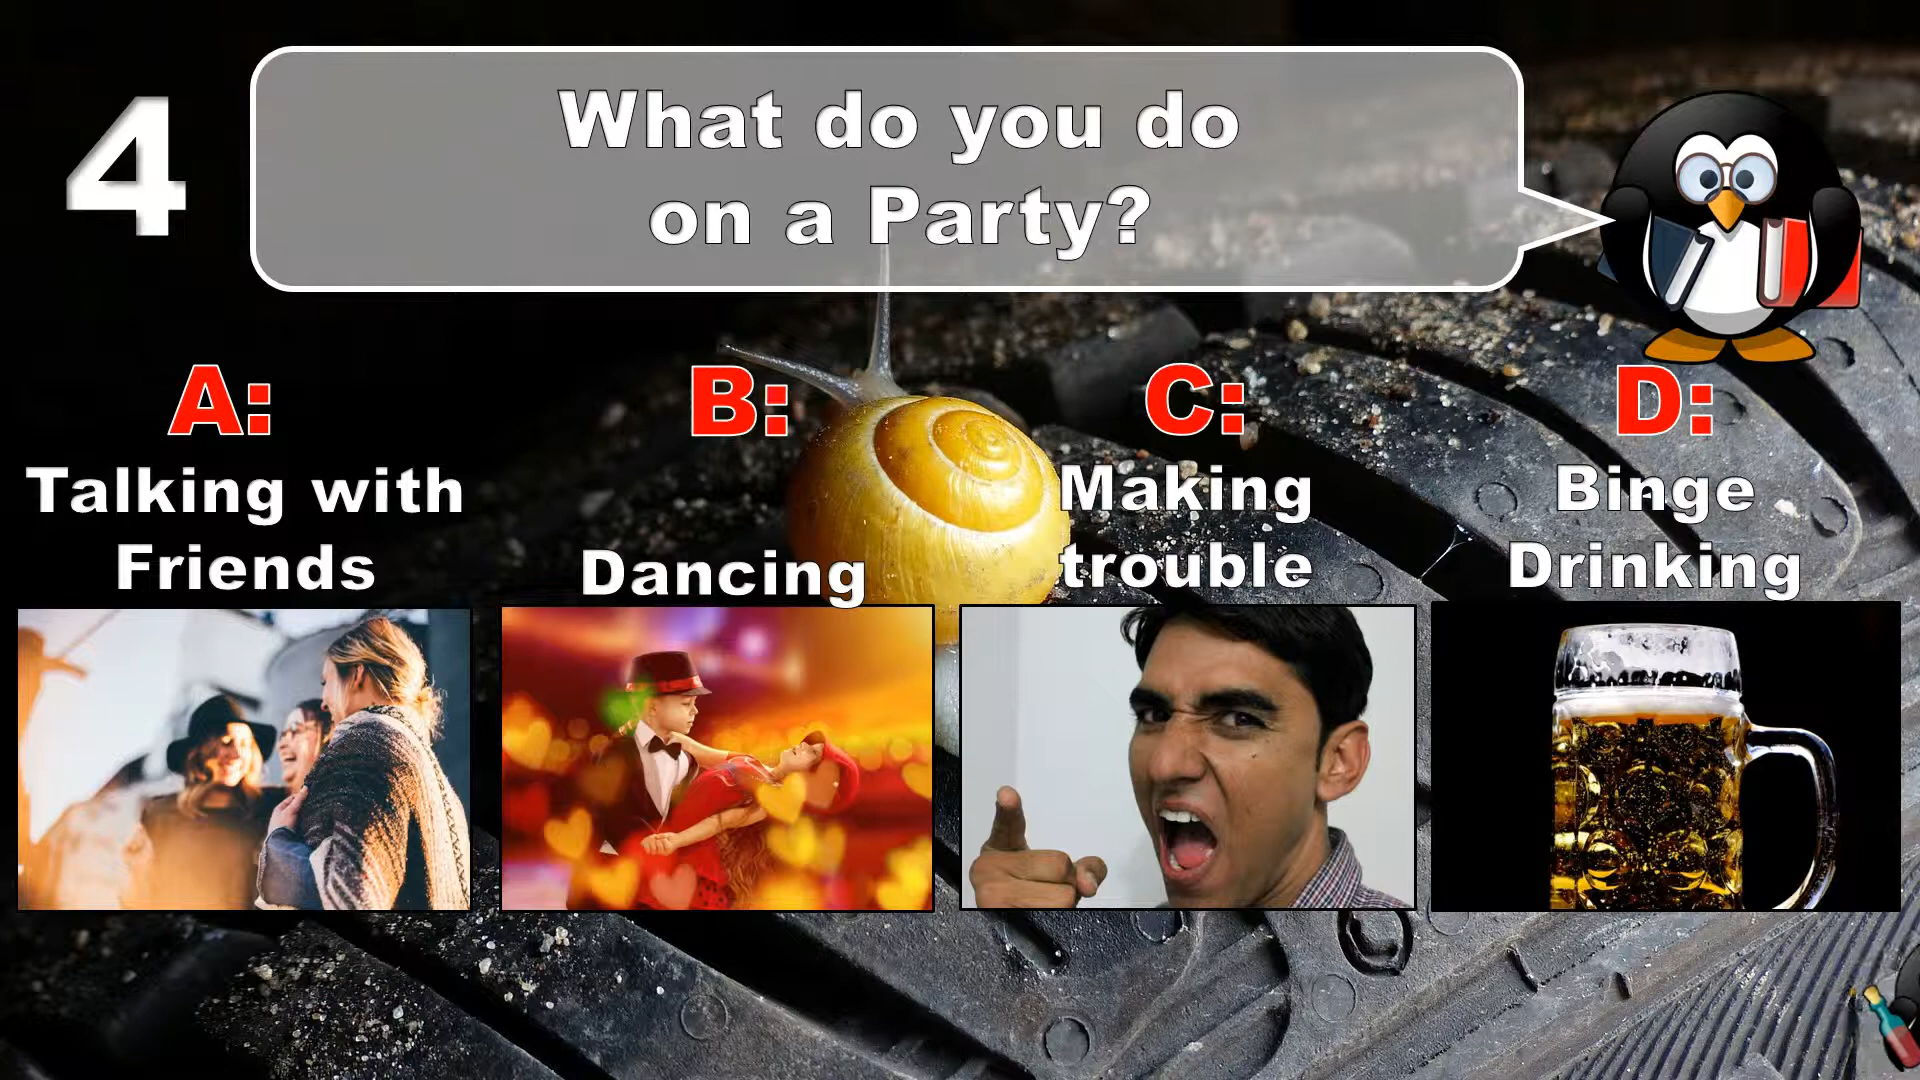 4
What do you do
on a Party?
A:
Talking with
Friends
B:
Dancing
C:
Making
trouble
D:
Binge
Drinking